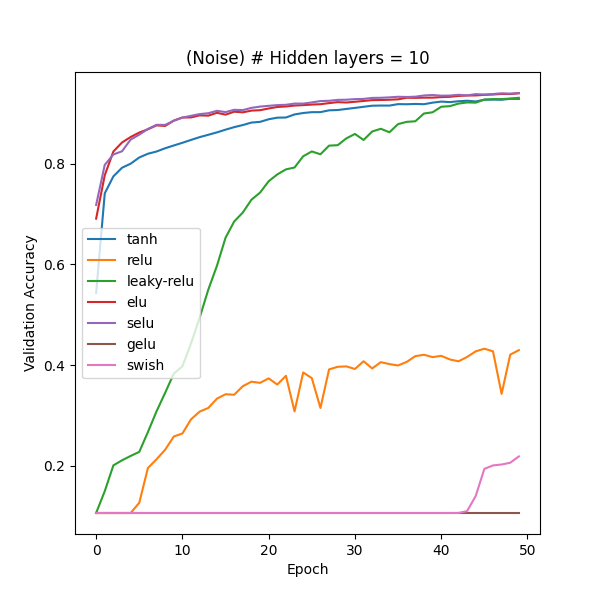 (Noise) # Hidden layers = 10
Validation Accuracy
0.8
0.6
0.4
0.2
tanh
relu
leaky-relu
elu
selu
gelu
swish
0 10 20 30 40 50
Epoch